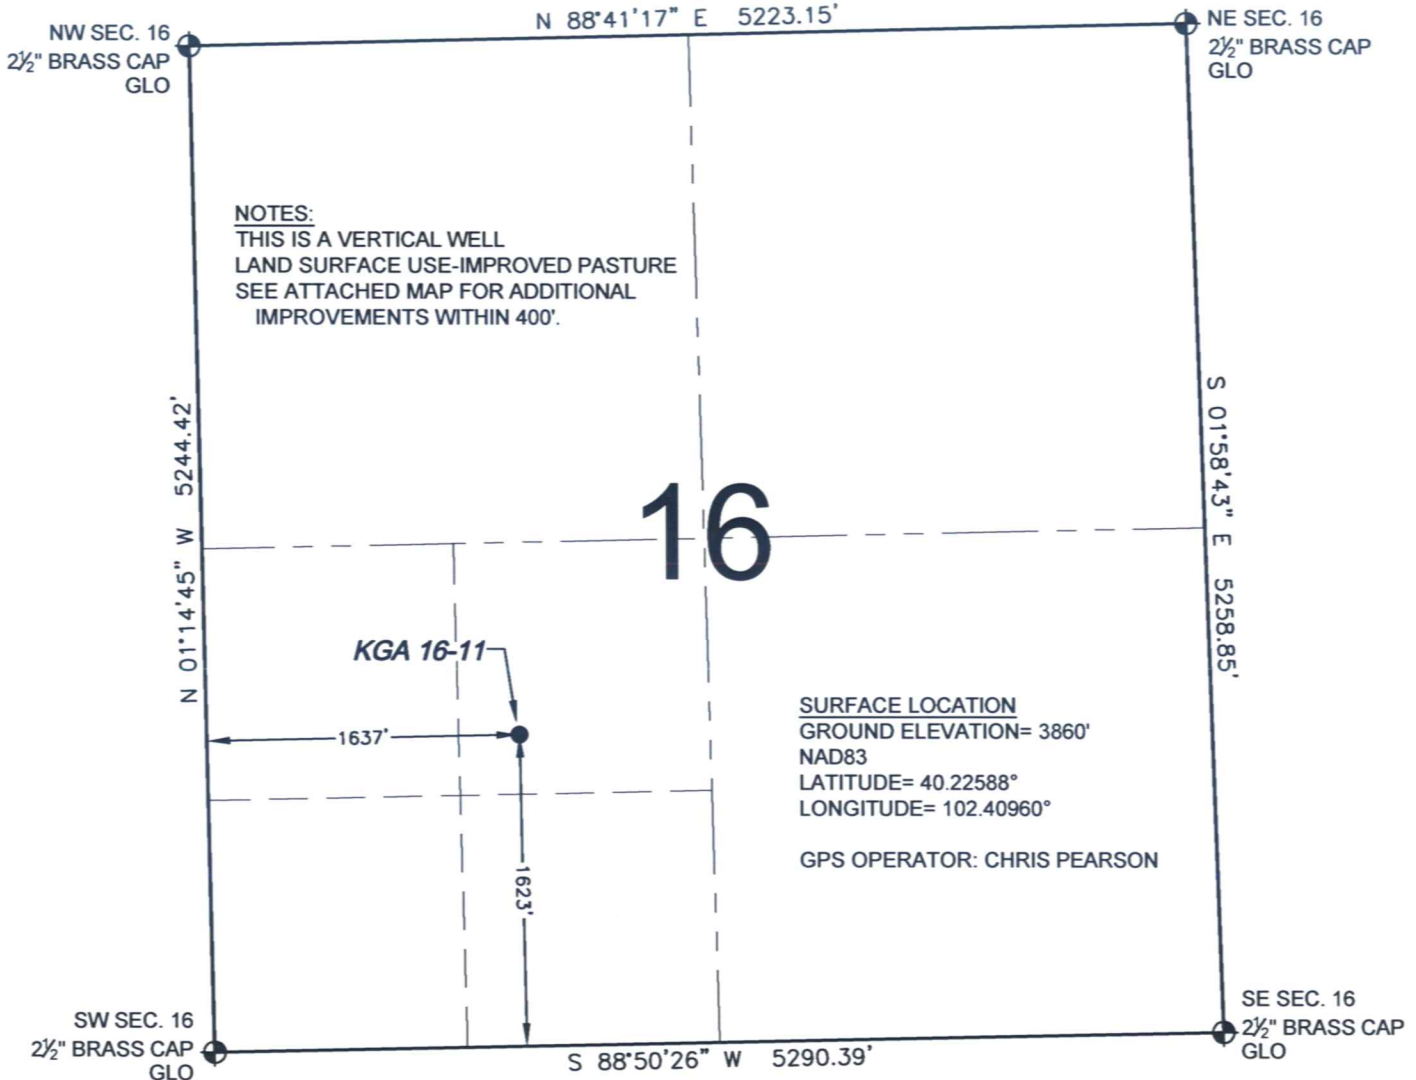 N 88°41'17" E 5223.15'
NW SEC. 16
2½" BRASS CAP
GLO
NE SEC. 16
2½" BRASS CAP
GLO
NOTES:
THIS IS A VERTICAL WELL
LAND SURFACE USE-IMPROVED PASTURE
SEE ATTACHED MAP FOR ADDITIONAL
IMPROVEMENTS WITHIN 400'.
N 01°14'45" W 5244.42'
S 01°58'43" E 5258.85'
16
KGA 16-11
1637'
1623'
SURFACE LOCATION
GROUND ELEVATION= 3860'
NAD83
LATITUDE= 40.22588°
LONGITUDE= 102.40960°
GPS OPERATOR: CHRIS PEARSON
SW SEC. 16
2½" BRASS CAP
GLO
SE SEC. 16
2½" BRASS CAP
GLO
S 88°50'26" W 5290.39'